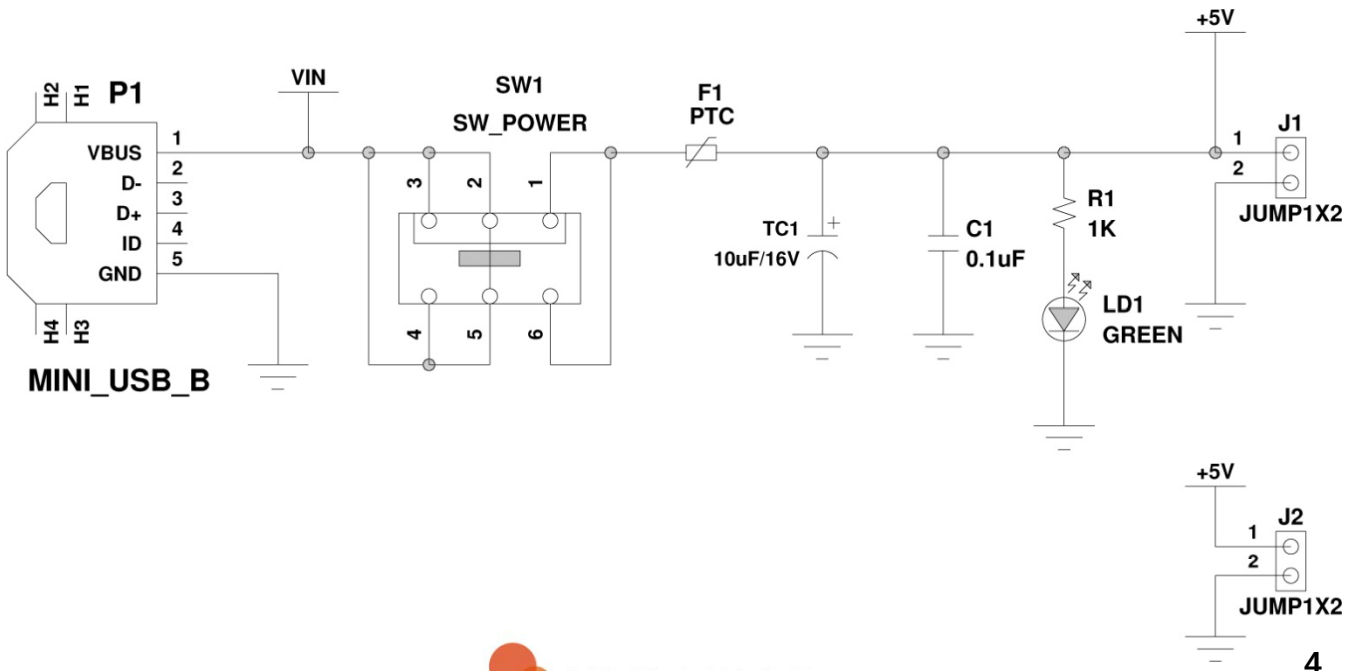 +5V
H2
H1
P1
VIN
SW1
SW_POWER
F1
PTC
J1
VBUS
1
D-
2
D+
3
ID
4
GND
5
3
2
1
1
2
JUMP1X2
R1
1K
TC1
10uF/16V
C1
0.1uF
LD1
GREEN
H4
H3
4
5
6
MINI_USB_B
+5V
J2
1
2
JUMP1X2
4